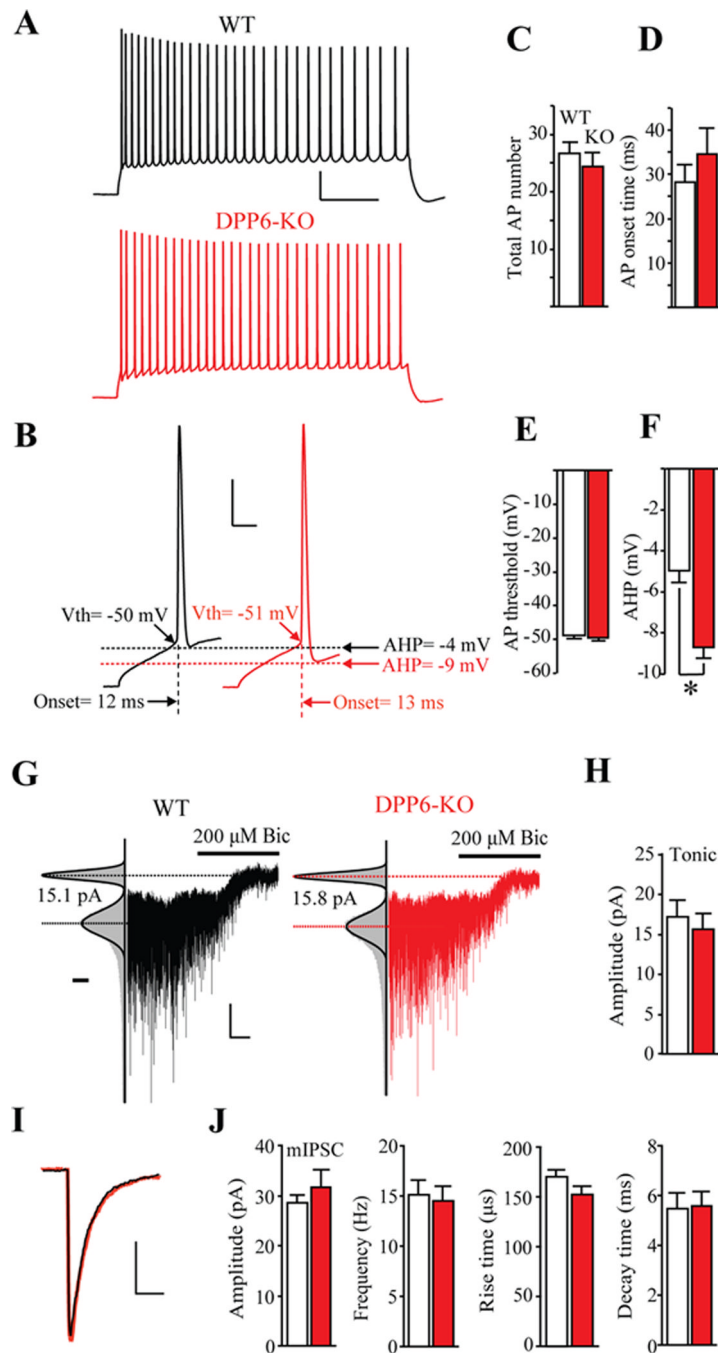 A
WT
DPP6-KO
B
Vth= -50 mV
Vth= -51 mV
AHP= -4 mV
AHP= -9 mV
Onset= 12 ms
Onset= 13 ms
C
Total AP number
30
20
10
WT
KO
D
AP onset time (ms)
40
30
20
10
E
AP thresthold (mV)
-10
-20
-30
-40
-50
-60
F
AHP (mV)
-2
-4
-6
-8
-10
*
G
WT
200 µM Bic
15.1 pA
DPP6-KO
200 µM Bic
15.8 pA
H
Tonic
Amplitude (pA)
25
20
15
10
5
0
I
J
mIPSC
Amplitude (pA)
40
30
20
10
0
Frequency (Hz)
20
15
10
5
0
Rise time (µs)
200
150
100
50
0
Decay time (ms)
8
6
4
2
0